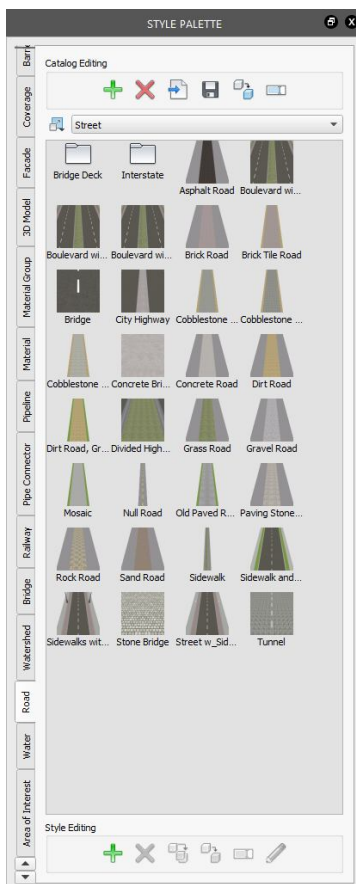 STYLE PALETTE
Catalog Editing
Street
Bridge Deck
Interstate
Asphalt Road
Boulevard wi...
Boulevard wi...
Boulevard wi...
Brick Road
Brick Tile Road
Bridge
City Highway
Cobblestone ...
Cobblestone ...
Cobblestone ...
Concrete Bri...
Concrete Road
Dirt Road
Dirt Road, Gr...
Divided High...
Grass Road
Gravel Road
Mosaic
Null Road
Old Paved R...
Paving Stone...
Rock Road
Sand Road
Sidewalk
Sidewalk and...
Sidewalks wit...
Stone Bridge
Street w_Sid...
Tunnel
Style Editing
Coverage
Facade
3D Model
Material Group
Material
Pipeline
Pipe Connector
Railway
Bridge
Watershed
Road
Water
Area of Interest